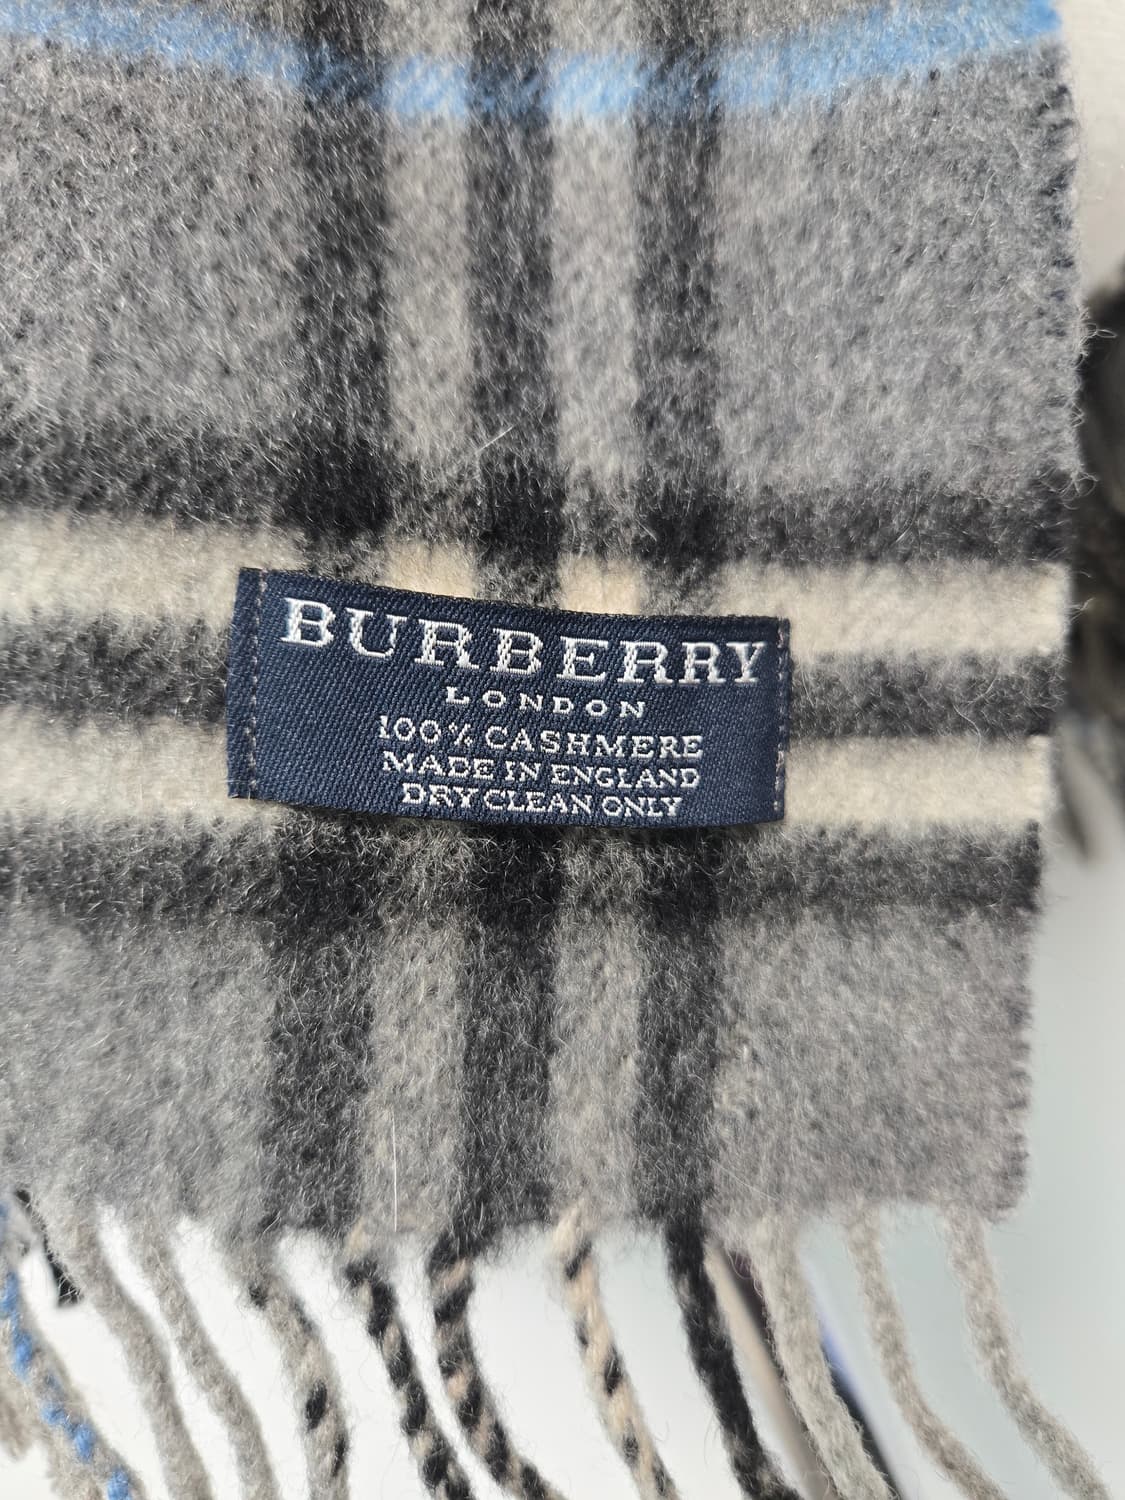 BURBERRY
LONDON
100% CASHMERE
MADE IN ENGLAND
DRY CLEAN ONLY